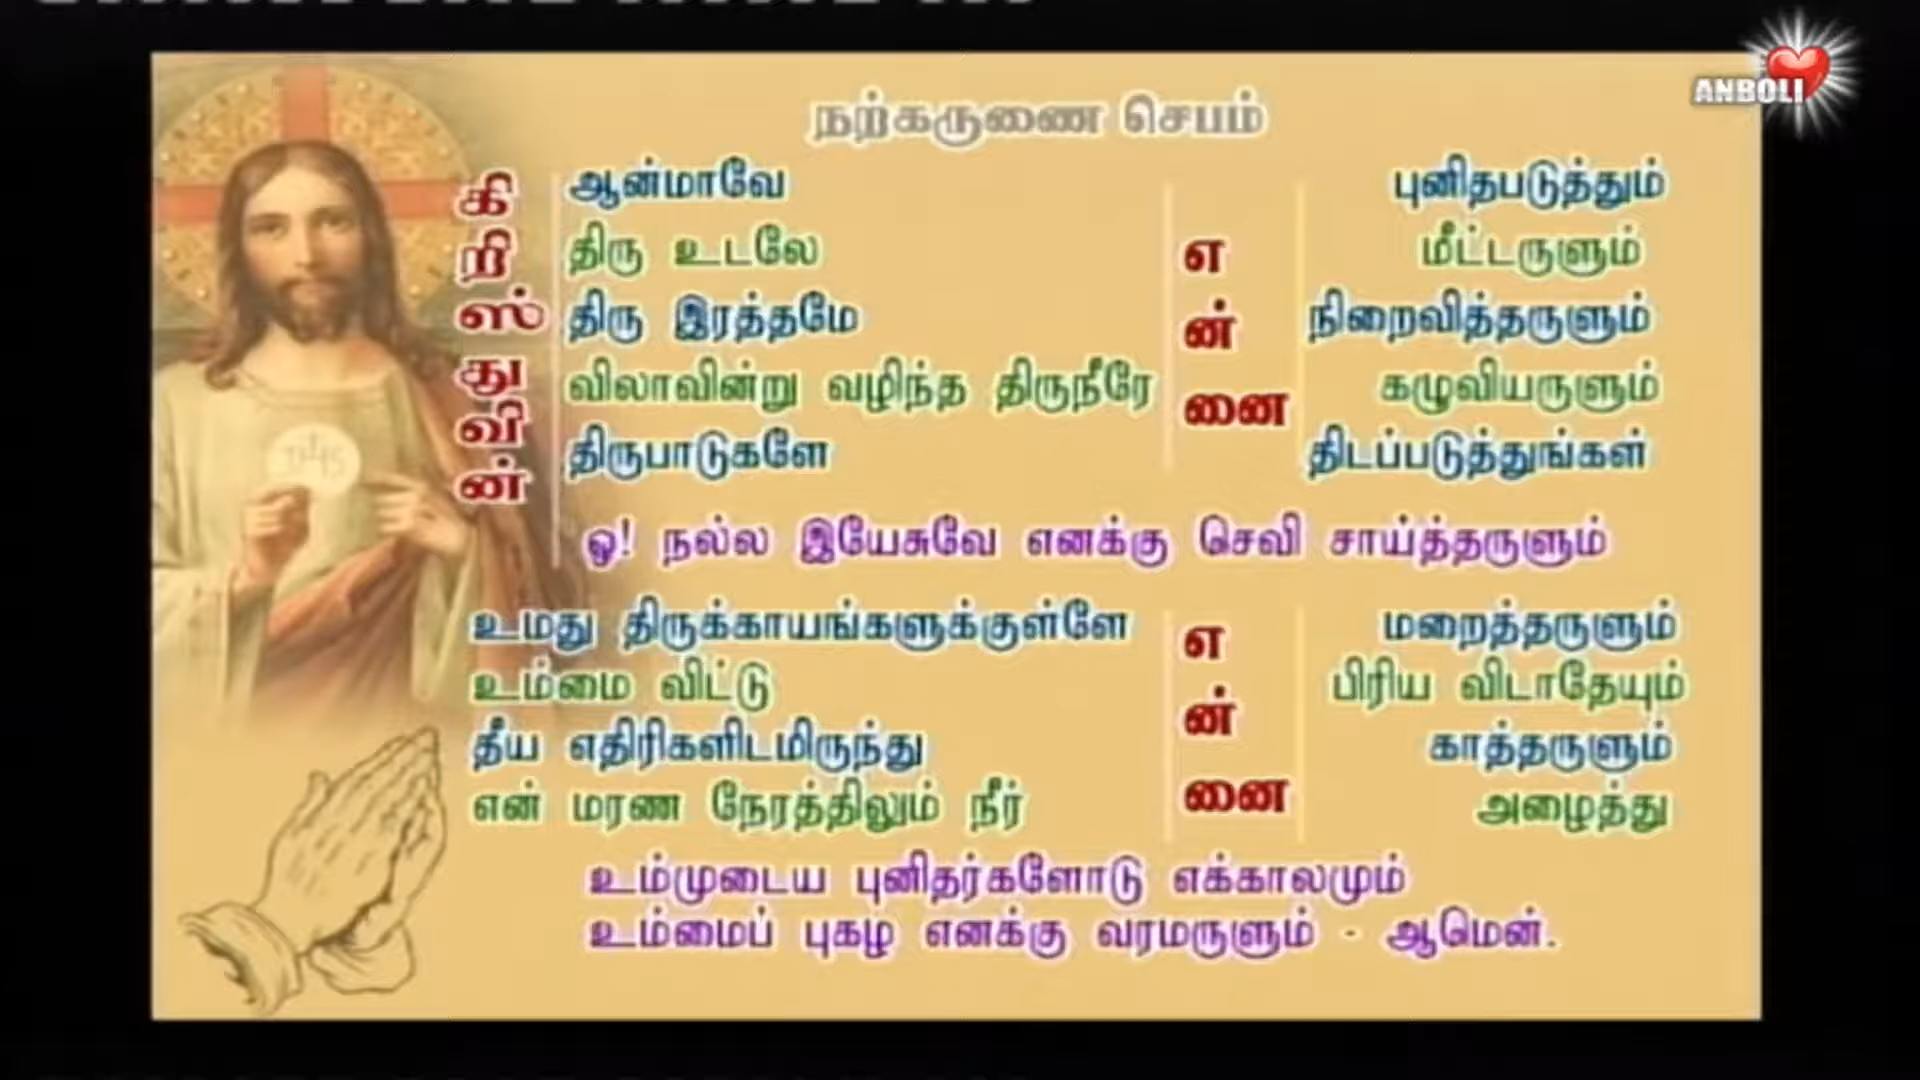 ANBOLI
நற்கருணை செபம்
கிறிஸ்துவின்
ஆன்மாவே
திரு உடலே
திரு இரத்தமே
விலாவின்று வழிந்த திருநீரே
திருபாடுகளே
என்னை
புனிதபடுத்தும்
மீட்டருளும்
நிறைவித்தருளும்
கழுவியருளும்
திடப்படுத்துங்கள்
ஓ! நல்ல இயேசுவே எனக்கு செவி சாய்த்தருளும்
உமது திருக்காயங்களுக்குள்ளே
உம்மை விட்டு
தீய எதிரிகளிடமிருந்து
என் மரண நேரத்திலும் நீர்
என்னை
மறைத்தருளும்
பிரிய விடாதேயும்
காத்தருளும்
அழைத்து
உம்முடைய புனிதர்களோடு எக்காலமும்
உம்மைப் புகழ எனக்கு வரமருளும் - ஆமென்.